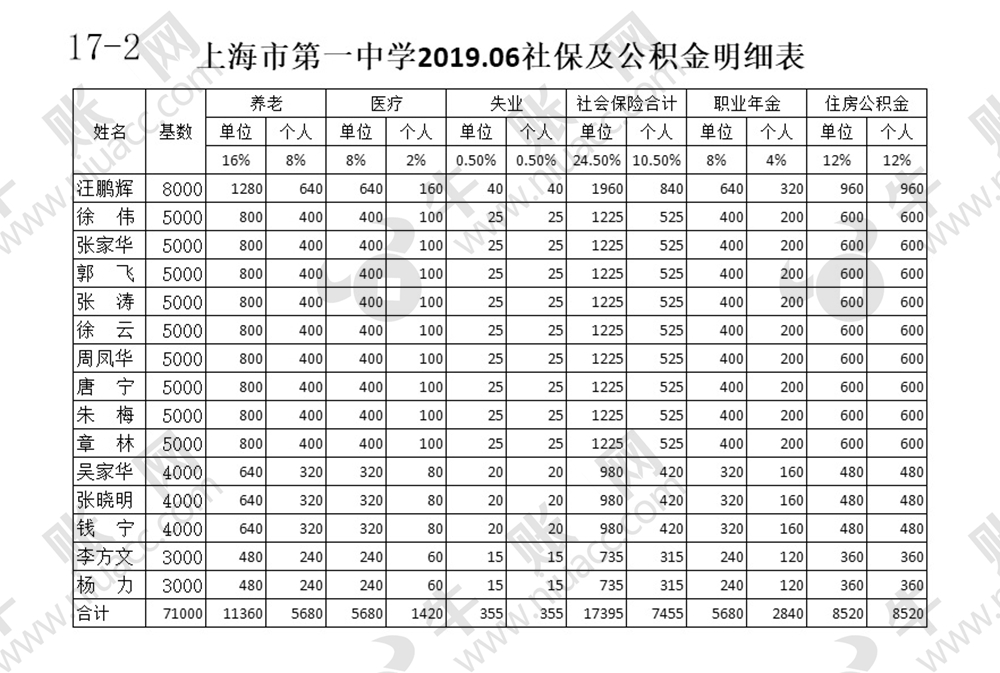 17-2
上海市第一中学2019.06社保及公积金明细表
姓名 基数 养老 医疗 失业 社会保险合计 职业年金 住房公积金
单位 个人 单位 个人 单位 个人 单位 个人 单位 个人 单位 个人
16% 8% 8% 2% 0.50% 0.50% 24.50% 10.50% 8% 4% 12% 12%
汪鹏辉 8000 1280 640 640 160 40 40 1960 840 640 320 960 960
徐 伟 5000 800 400 400 100 25 25 1225 525 400 200 600 600
张家华 5000 800 400 400 100 25 25 1225 525 400 200 600 600
郭 飞 5000 800 400 400 100 25 25 1225 525 400 200 600 600
张 涛 5000 800 400 400 100 25 25 1225 525 400 200 600 600
徐 云 5000 800 400 400 100 25 25 1225 525 400 200 600 600
周凤华 5000 800 400 400 100 25 25 1225 525 400 200 600 600
唐 宁 5000 800 400 400 100 25 25 1225 525 400 200 600 600
朱 梅 5000 800 400 400 100 25 25 1225 525 400 200 600 600
章 林 5000 800 400 400 100 25 25 1225 525 400 200 600 600
吴家华 4000 640 320 320 80 20 20 980 420 320 160 480 480
张晓明 4000 640 320 320 80 20 20 980 420 320 160 480 480
钱 宁 4000 640 320 320 80 20 20 980 420 320 160 480 480
李方文 3000 480 240 240 60 15 15 735 315 240 120 360 360
杨 力 3000 480 240 240 60 15 15 735 315 240 120 360 360
合计 71000 11360 5680 5680 1420 355 355 17395 7455 5680 2840 8520 8520
牛账网
www.niuacc.com